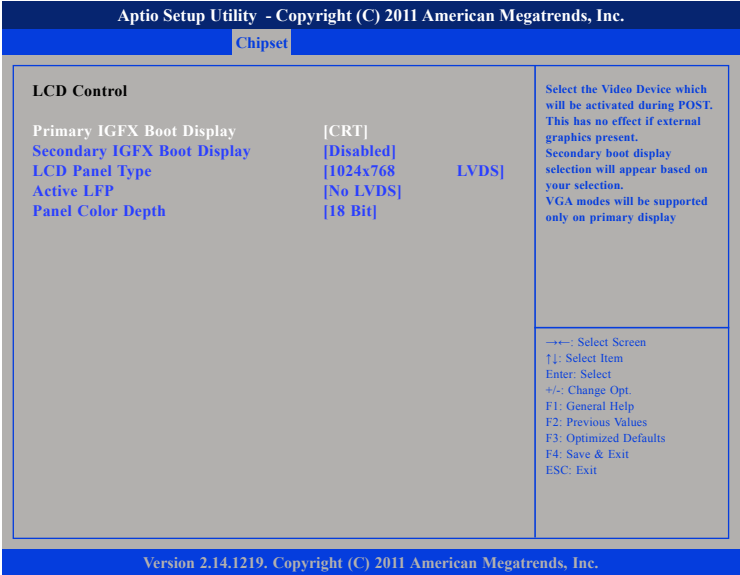 Aptio Setup Utility - Copyright (C) 2011 American Megatrends, Inc.
Chipset
LCD Control
Primary IGFX Boot Display [CRT]
Secondary IGFX Boot Display [Disabled]
LCD Panel Type [1024x768 LVDS]
Active LFP [No LVDS]
Panel Color Depth [18 Bit]
Select the Video Device which
will be activated during POST.
This has no effect if external
graphics present.
Secondary boot display
selection will appear based on
your selection.
VGA modes will be supported
only on primary display
→←: Select Screen
↑↓: Select Item
Enter: Select
+/-: Change Opt.
F1: General Help
F2: Previous Values
F3: Optimized Defaults
F4: Save & Exit
ESC: Exit
Version 2.14.1219. Copyright (C) 2011 American Megatrends, Inc.